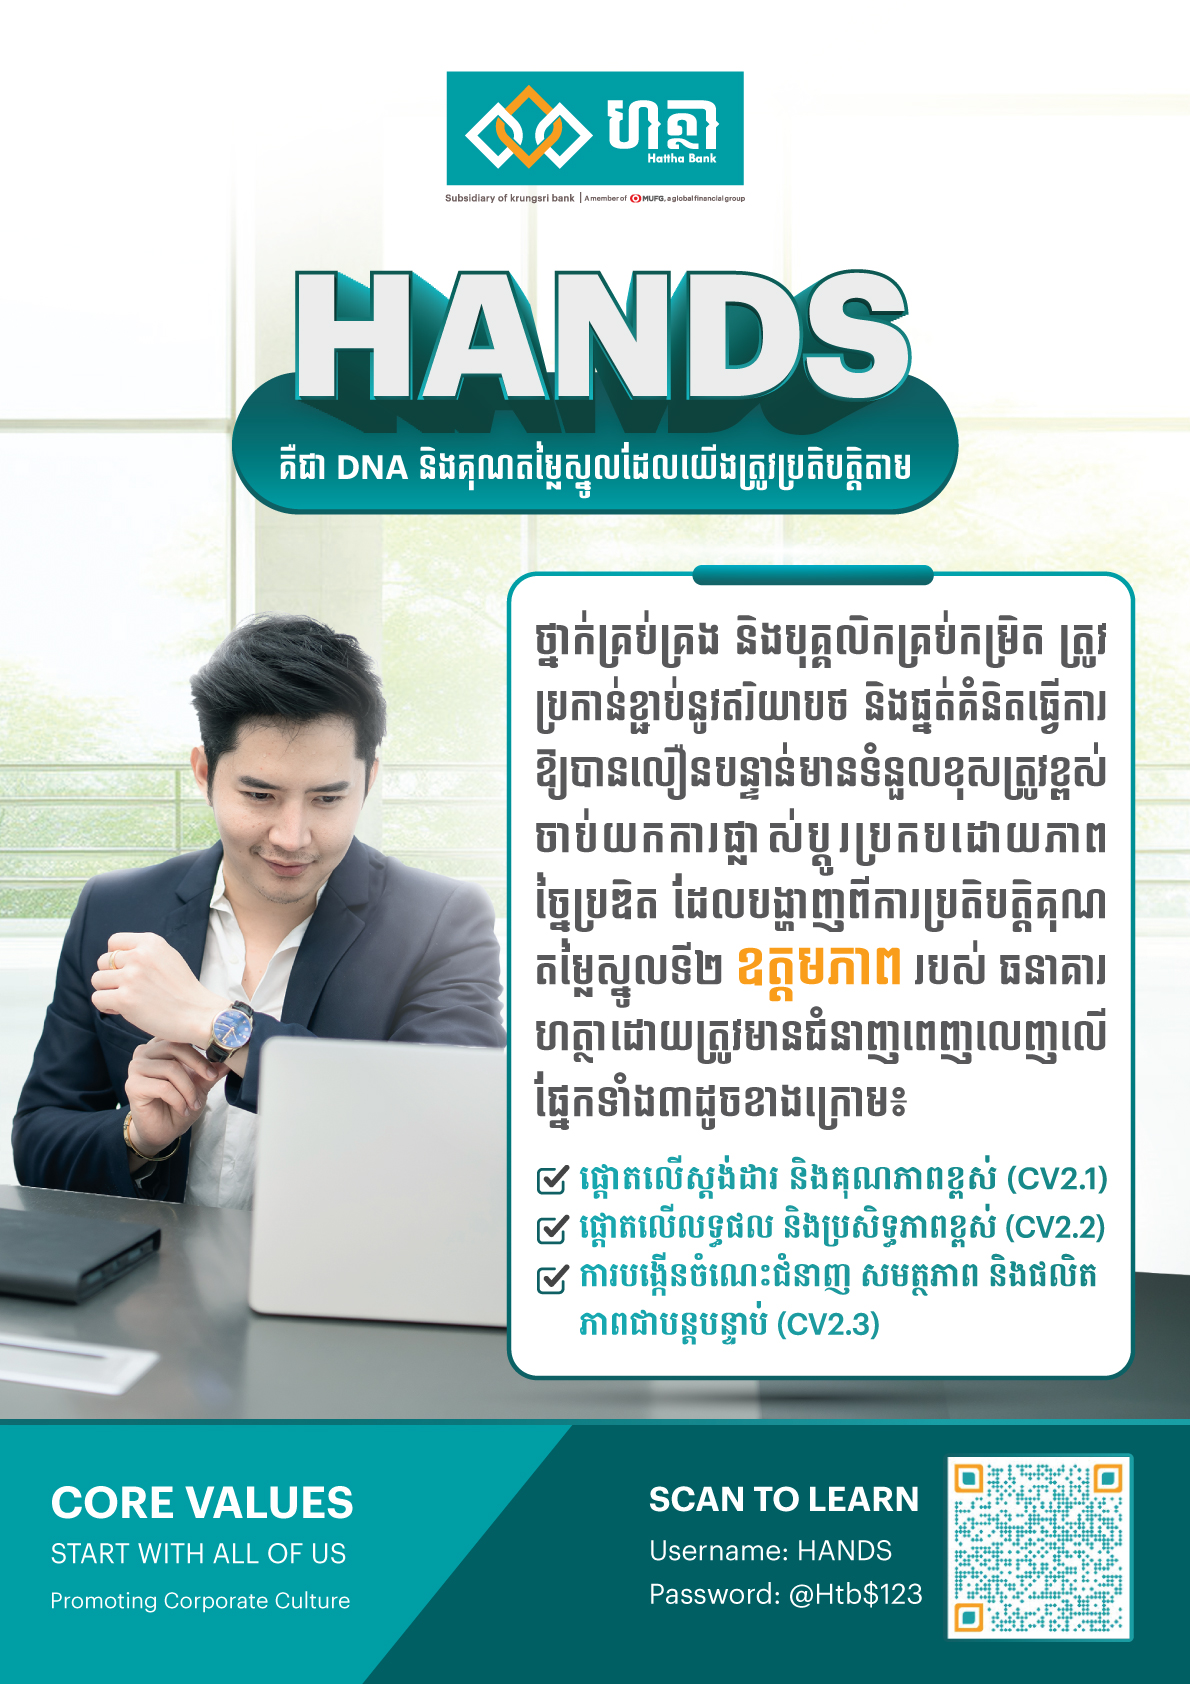 ហត្ថា
Hattha Bank
Subsidiary of krungsri bank | A member of MUFG, a global financial group
HANDS
គឺជា DNA និងគុណតម្លៃស្នូលដែលយើងត្រូវប្រតិបត្តិតាម
ថ្នាក់គ្រប់គ្រង និងបុគ្គលិកគ្រប់កម្រិត ត្រូវ
ប្រកាន់ខ្ជាប់នូវឥរិយាបថ និងផ្នត់គំនិតធ្វើការ
ឱ្យបានលឿនបន្ទាន់មានទំនួលខុសត្រូវខ្ពស់
ចាប់យកការផ្លាស់ប្តូរប្រកបដោយភាព
ច្នៃប្រឌិត ដែលបង្ហាញពីការប្រតិបត្តិគុណ
តម្លៃស្នូលទី២ ឧត្តមភាព របស់ ធនាគារ
ហត្ថាដោយត្រូវមានជំនាញពេញលេញលើ
ផ្នែកទាំង៣ដូចខាងក្រោម៖
ផ្តោតលើស្តង់ដារ និងគុណភាពខ្ពស់ (CV2.1)
ផ្តោតលើលទ្ធផល និងប្រសិទ្ធភាពខ្ពស់ (CV2.2)
ការបង្កើនចំណេះជំនាញ សមត្ថភាព និងផលិត
ភាពជាបន្តបន្ទាប់ (CV2.3)
CORE VALUES
START WITH ALL OF US
Promoting Corporate Culture
SCAN TO LEARN
Username: HANDS
Password: @Htb$123